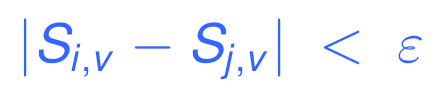 |S_{i,v} − S_{j,v}| < ε